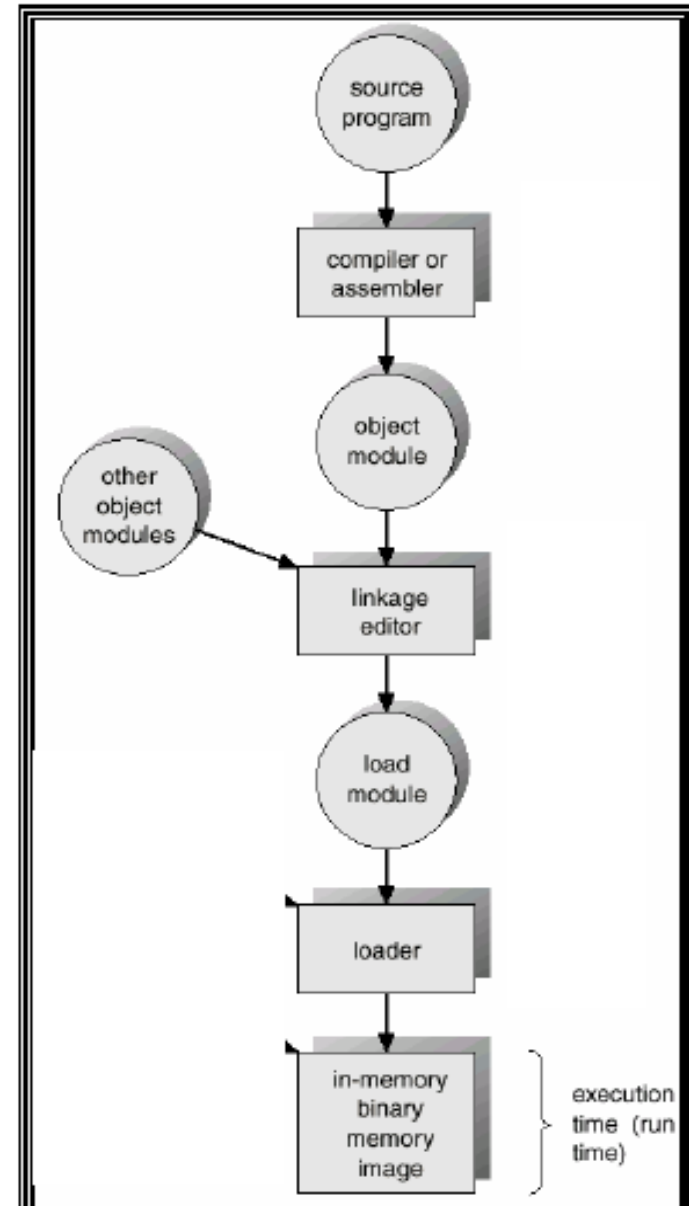 source
program
compiler or
assembler
object
module
other
object
modules
linkage
editor
load
module
loader
in-memory
binary
memory
image
execution
time (run
time)